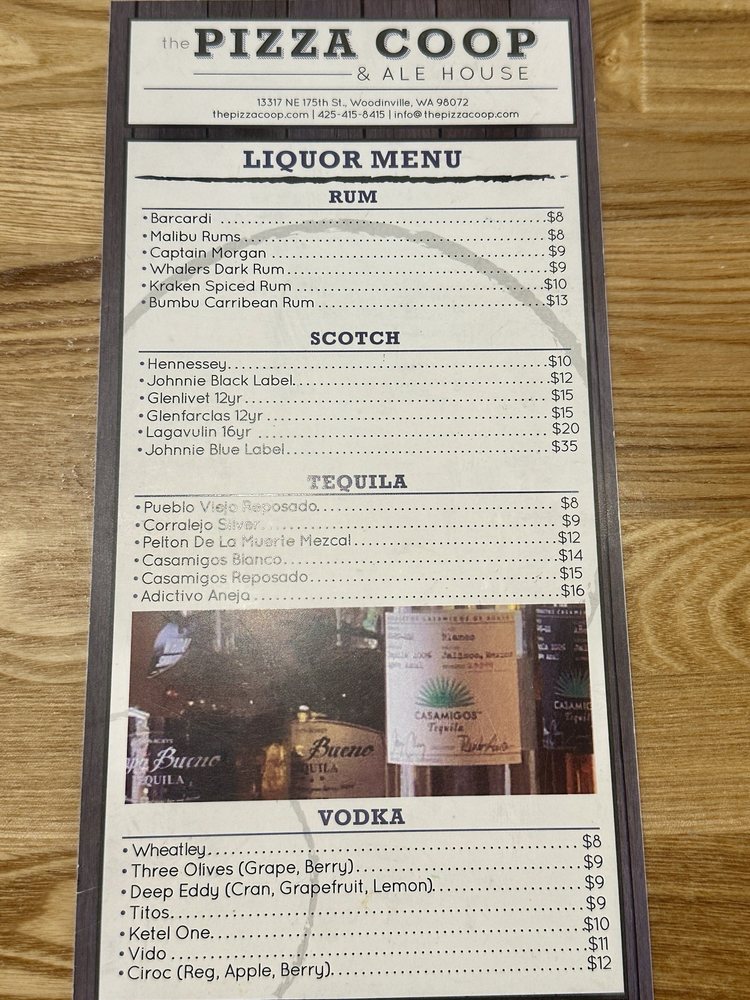 the PIZZA COOP
& ALE HOUSE
13317 NE 175th St., Woodinville, WA 98072
thepizzacoop.com | 425-415-8415 | info@thepizzacoop.com
LIQUOR MENU
RUM
• Barcardi ........ $8
• Malibu Rums ........ $8
• Captain Morgan ........ $9
• Whalers Dark Rum ........ $9
• Kraken Spiced Rum ........ $10
• Bumbu Carribean Rum ........ $13
SCOTCH
• Hennessey ........ $10
• Johnnie Black Label ........ $12
• Glenlivet 12yr ........ $15
• Glenfarclas 12yr ........ $15
• Lagavulin 16yr ........ $20
• Johnnie Blue Label ........ $35
TEQUILA
• Pueblo Viejo Reposado ........ $8
• Corralejo Silver ........ $9
• Pelton De La Muerte Mezcal ........ $12
• Casamigos Blanco ........ $14
• Casamigos Reposado ........ $15
• Adictivo Anejo ........ $16
Blanco
Jalisco, Mexico
CASAMIGOS
Tequila
CASAMIGOS
Tequila
Bueno
TEQUILA
Bueno
VODKA
• Wheatley ........ $8
• Three Olives (Grape, Berry) ........ $9
• Deep Eddy (Cran, Grapefruit, Lemon) ........ $9
• Titos ........ $9
• Ketel One ........ $10
• Vido ........ $11
• Ciroc (Reg, Apple, Berry) ........ $12